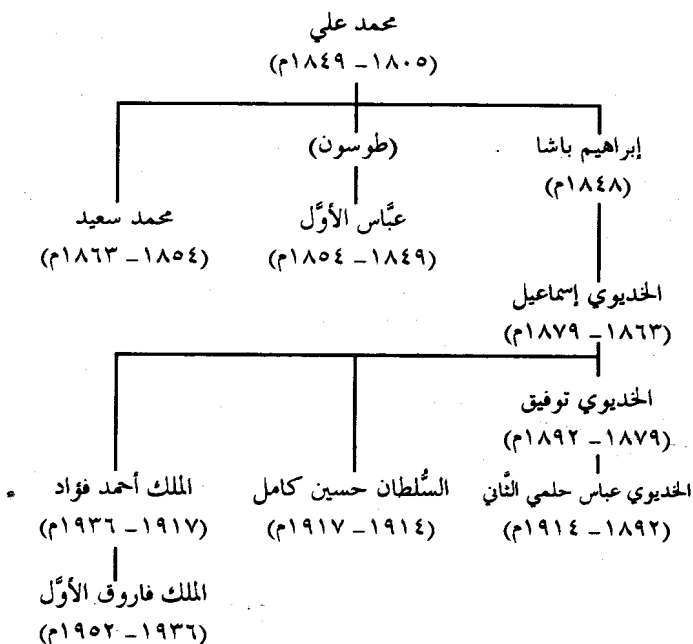 محمد علي
(١٨٠٥ – ١٨٤٩م)
إبراهيم باشا
(١٨٤٨م)
(طوسون)
عبَّاس الأوَّل
(١٨٤٩ – ١٨٥٤م)
محمد سعيد
(١٨٥٤ – ١٨٦٣م)
الخديوي إسماعيل
(١٨٦٣ – ١٨٧٩م)
الخديوي توفيق
(١٨٧٩ – ١٨٩٢م)
الخديوي عباس حلمي الثَّاني
(١٨٩٢ – ١٩١٤م)
السُّلطان حسين كامل
(١٩١٤ – ١٩١٧م)
الملك أحمد فؤاد
(١٩١٧ – ١٩٣٦م)
الملك فاروق الأوَّل
(١٩٣٦ – ١٩٥٢م)